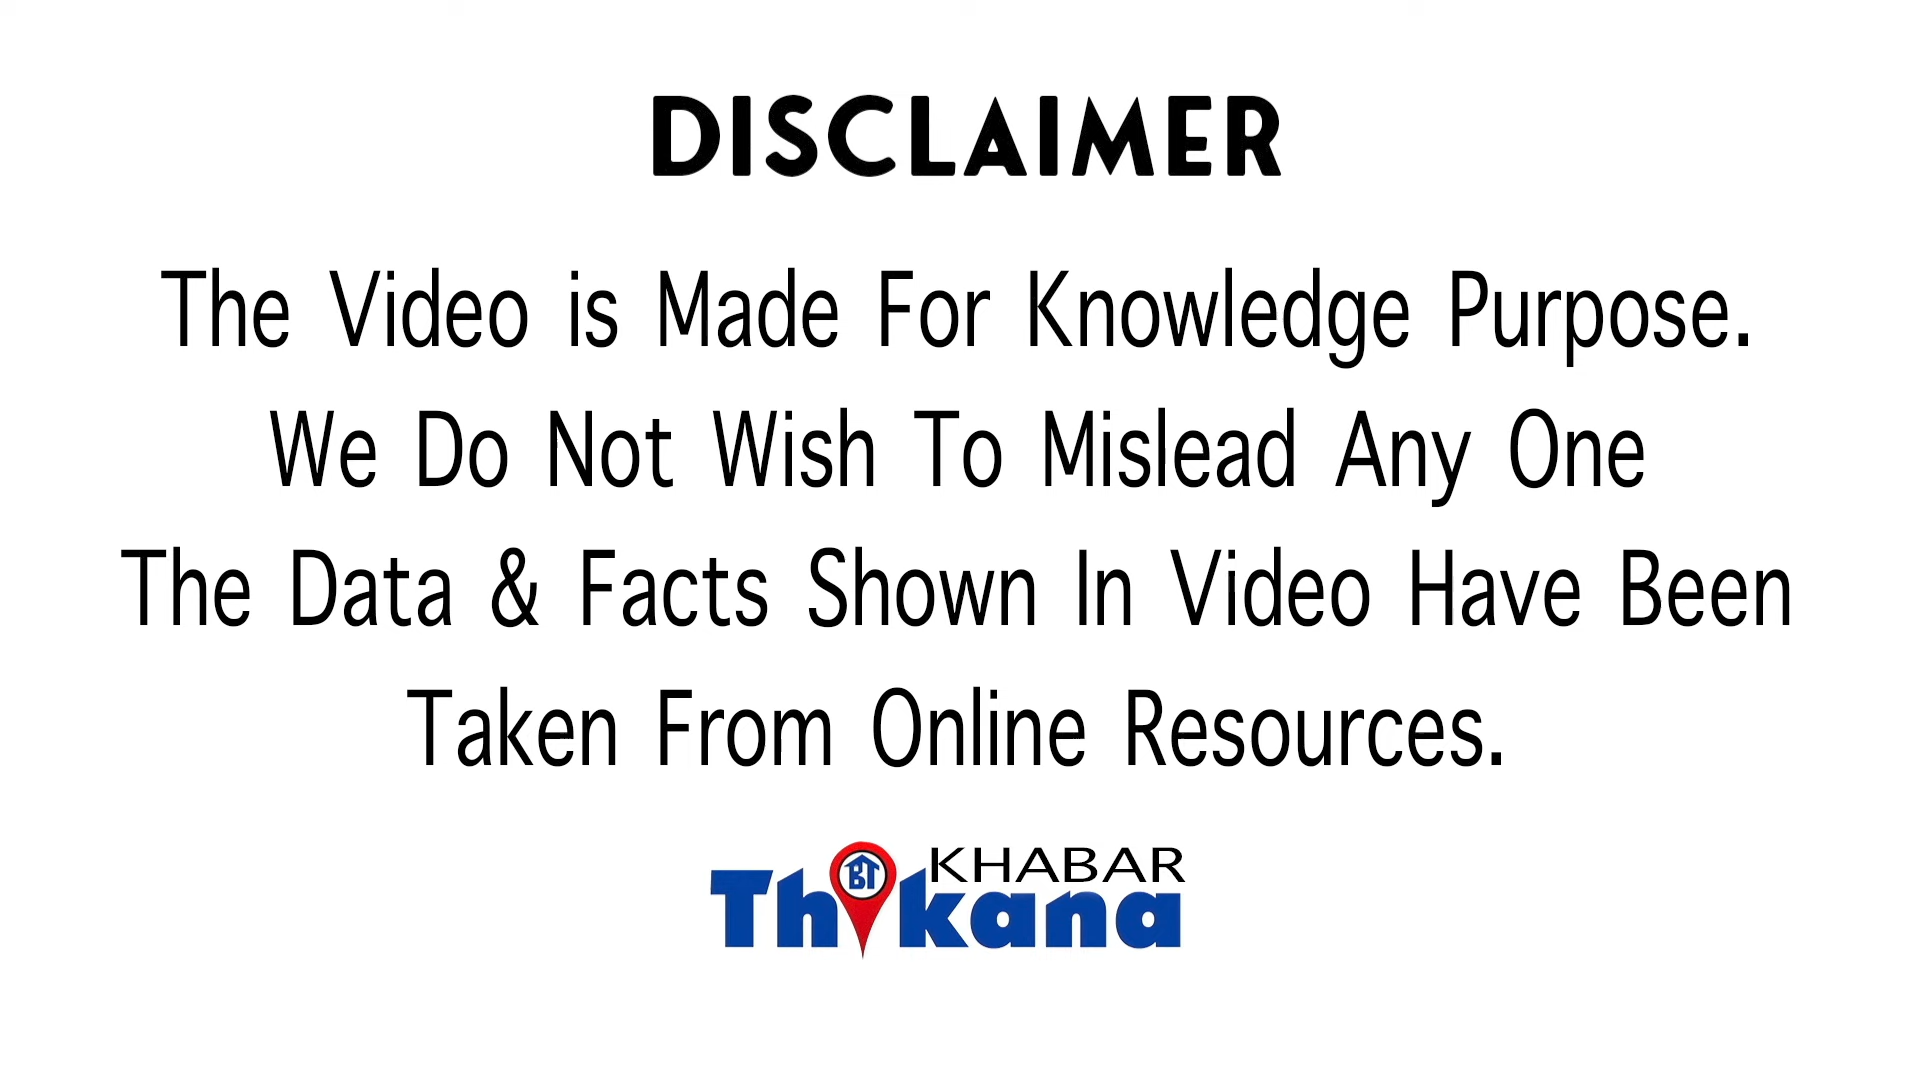 DISCLAIMER
The Video is Made For Knowledge Purpose.
We Do Not Wish To Mislead Any One
The Data & Facts Shown In Video Have Been
Taken From Online Resources.
KHABAR
BT
Thikana